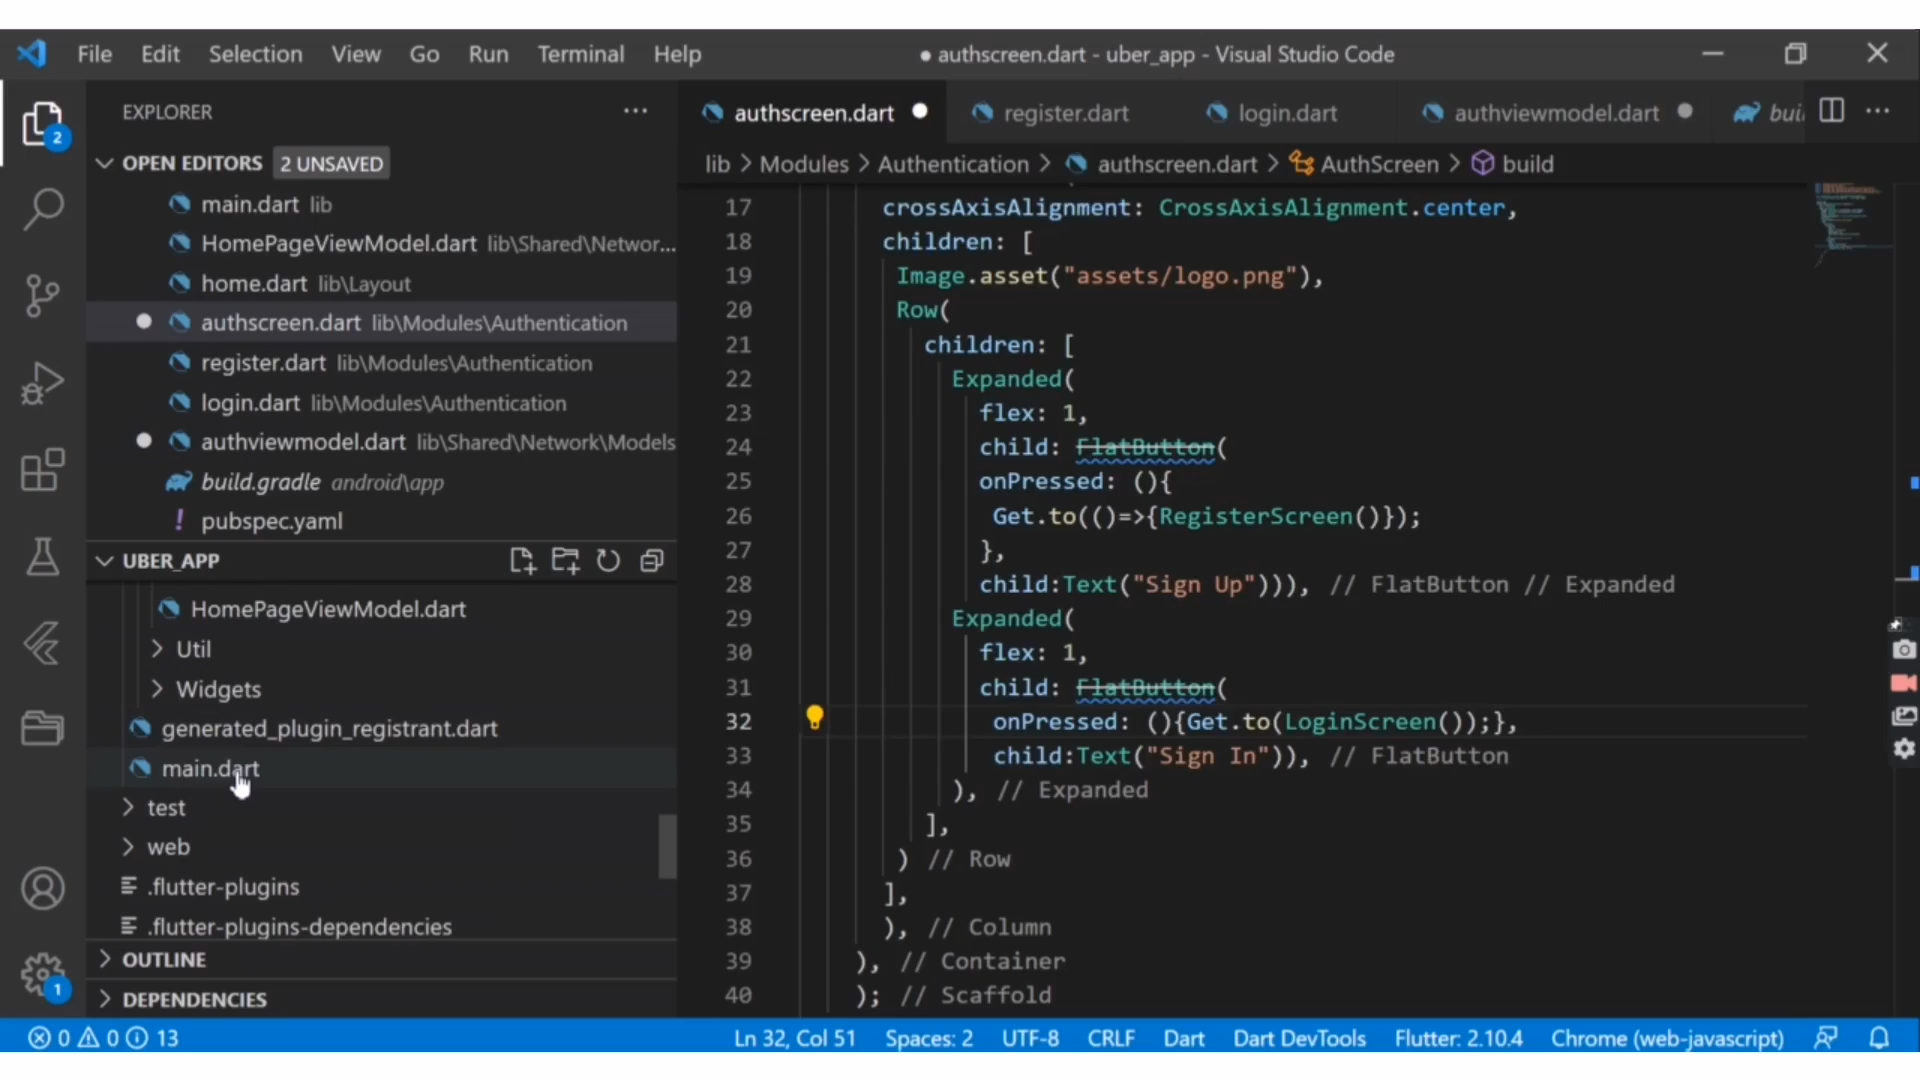 File Edit Selection View Go Run Terminal Help ● authscreen.dart - uber_app - Visual Studio Code
2
EXPLORER ···
OPEN EDITORS 2 UNSAVED
main.dart lib
HomePageViewModel.dart lib\Shared\Networ...
home.dart lib\Layout
authscreen.dart lib\Modules\Authentication
register.dart lib\Modules\Authentication
login.dart lib\Modules\Authentication
authviewmodel.dart lib\Shared\Network\Models
build.gradle android\app
! pubspec.yaml
UBER_APP
HomePageViewModel.dart
> Util
> Widgets
generated_plugin_registrant.dart
main.dart
> test
> web
.flutter-plugins
.flutter-plugins-dependencies
> OUTLINE
> DEPENDENCIES
1
authscreen.dart ● register.dart login.dart authviewmodel.dart ● ···
lib > Modules > Authentication > authscreen.dart > AuthScreen > build
17 crossAxisAlignment: CrossAxisAlignment.center,
18 children: [
19 Image.asset("assets/logo.png"),
20 Row(
21 children: [
22 Expanded(
23 flex: 1,
24 child: FlatButton(
25 onPressed: (){
26 Get.to(()=>{RegisterScreen()});
27 },
28 child:Text("Sign Up"))), // FlatButton // Expanded
29 Expanded(
30 flex: 1,
31 child: FlatButton(
32 onPressed: (){Get.to(LoginScreen());},
33 child:Text("Sign In")), // FlatButton
34 ), // Expanded
35 ],
36 ) // Row
37 ],
38 ), // Column
39 ), // Container
40 ); // Scaffold
0 0 13 Ln 32, Col 51 Spaces: 2 UTF-8 CRLF Dart Dart DevTools Flutter: 2.10.4 Chrome (web-javascript)